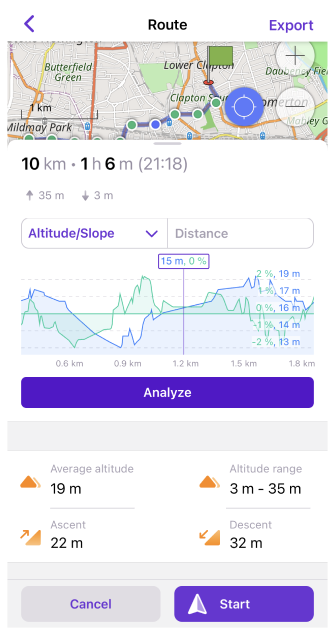 Route
Export
Butterfield
Green
Lower Clapton
Daubeney Fiel
1 km
Clapton
Homerton
Mildmay Park
10 km • 1 h 6 m (21:18)
35 m
3 m
Altitude/Slope
Distance
15 m, 0 %
2 %, 19 m
1 %, 17 m
0 %, 16 m
-1 %, 14 m
-2 %, 13 m
0.6 km
0.9 km
1.2 km
1.5 km
1.8 km
Analyze
Average altitude
19 m
Altitude range
3 m - 35 m
Ascent
22 m
Descent
32 m
Cancel
Start